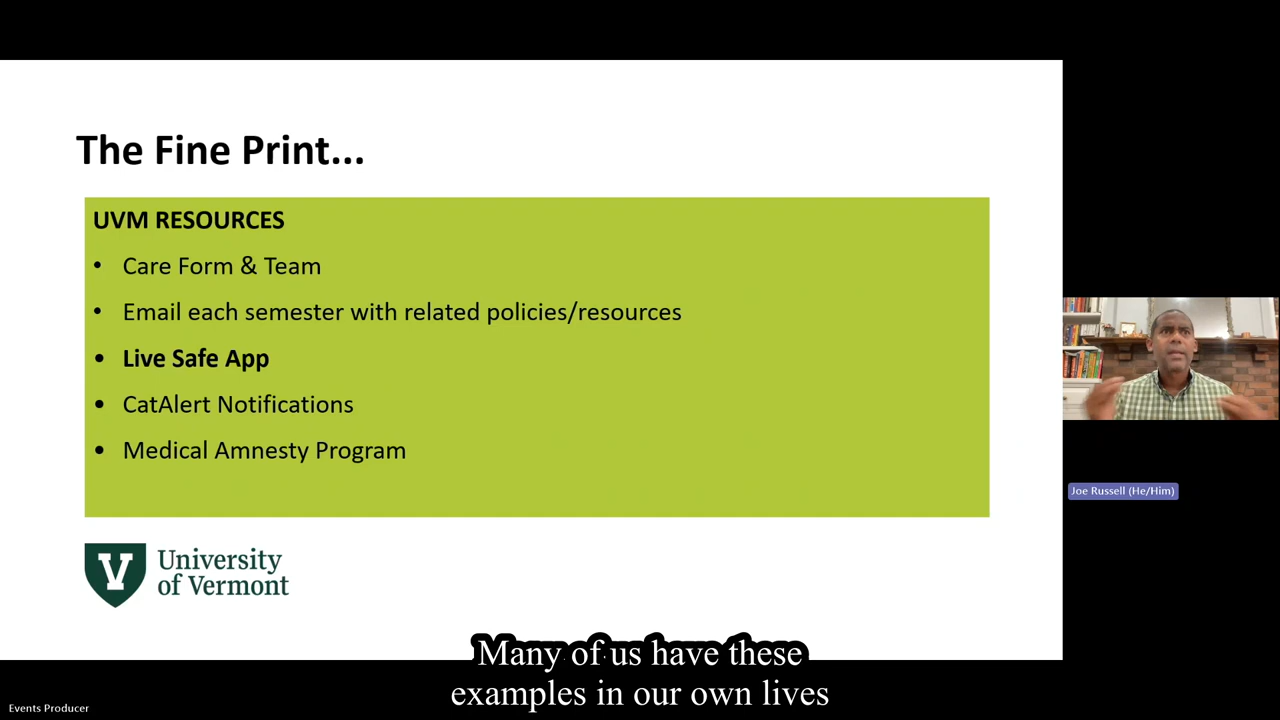 The Fine Print...
UVM RESOURCES
• Care Form & Team
• Email each semester with related policies/resources
• Live Safe App
• CatAlert Notifications
• Medical Amnesty Program
V
University
of Vermont
Joe Russell (He/Him)
Many of us have these
examples in our own lives
Events Producer